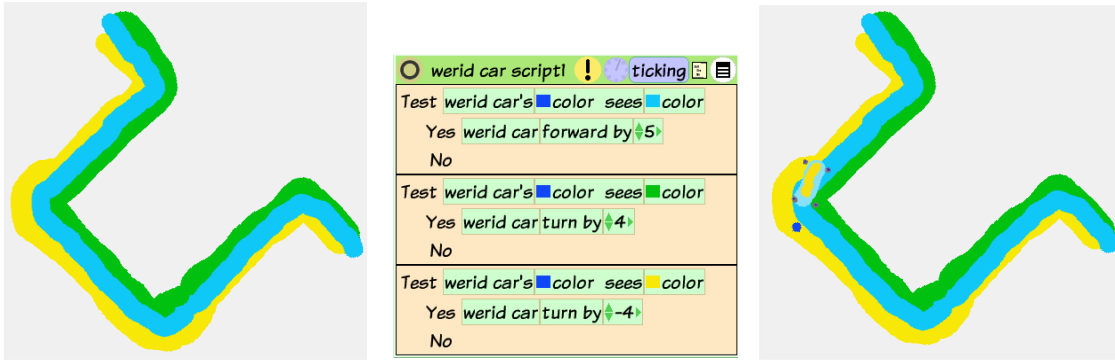 werid car script1 ! ticking
Test werid car's color sees color
Yes werid car forward by 5
No
Test werid car's color sees color
Yes werid car turn by 4
No
Test werid car's color sees color
Yes werid car turn by -4
No